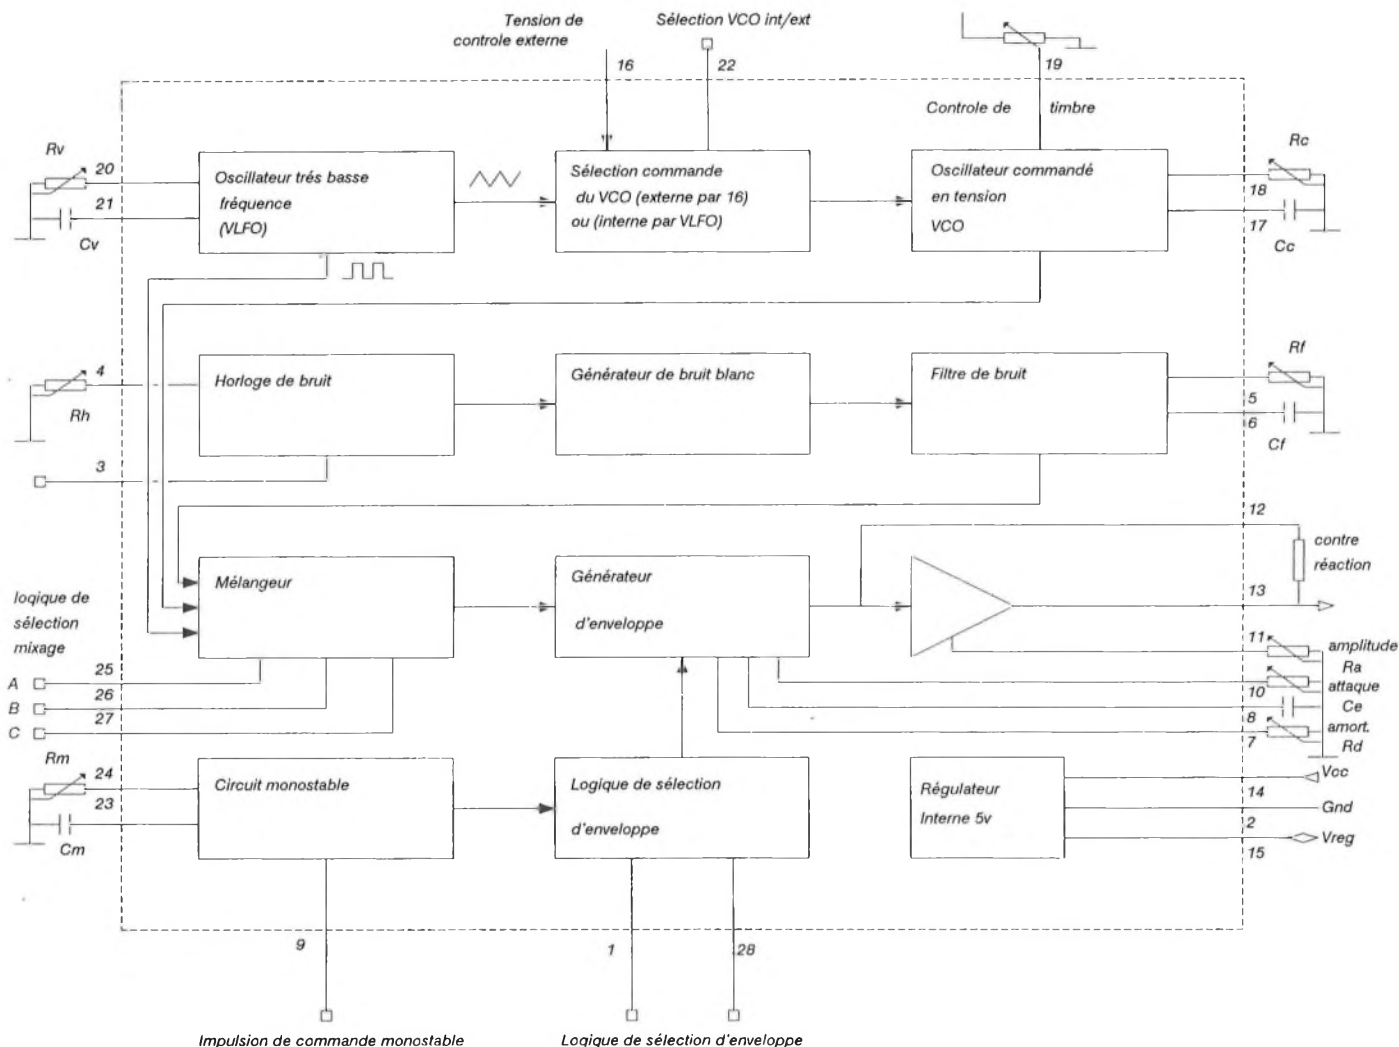 Tension de
controle externe
Sélection VCO int/ext
16
22
19
Controle de timbre
Rv
20
21
Cv
Oscillateur trés basse
fréquence
(VLFO)
Sélection commande
du VCO (externe par 16)
ou (interne par VLFO)
Oscillateur commandé
en tension
VCO
Rc
18
17
Cc
4
Rh
3
Horloge de bruit
Générateur de bruit blanc
Filtre de bruit
Rf
5
6
Cf
12
contre
réaction
13
Mélangeur
Générateur
d'enveloppe
logique de
sélection
mixage
A
25
B
26
C
27
11
amplitude
Ra
10
attaque
Ce
8
amort.
7
Rd
Rm
24
23
Cm
Circuit monostable
Logique de sélection
d'enveloppe
Régulateur
Interne 5v
Vcc
14
Gnd
2
Vreg
15
9
1
28
Impulsion de commande monostable
Logique de sélection d'enveloppe